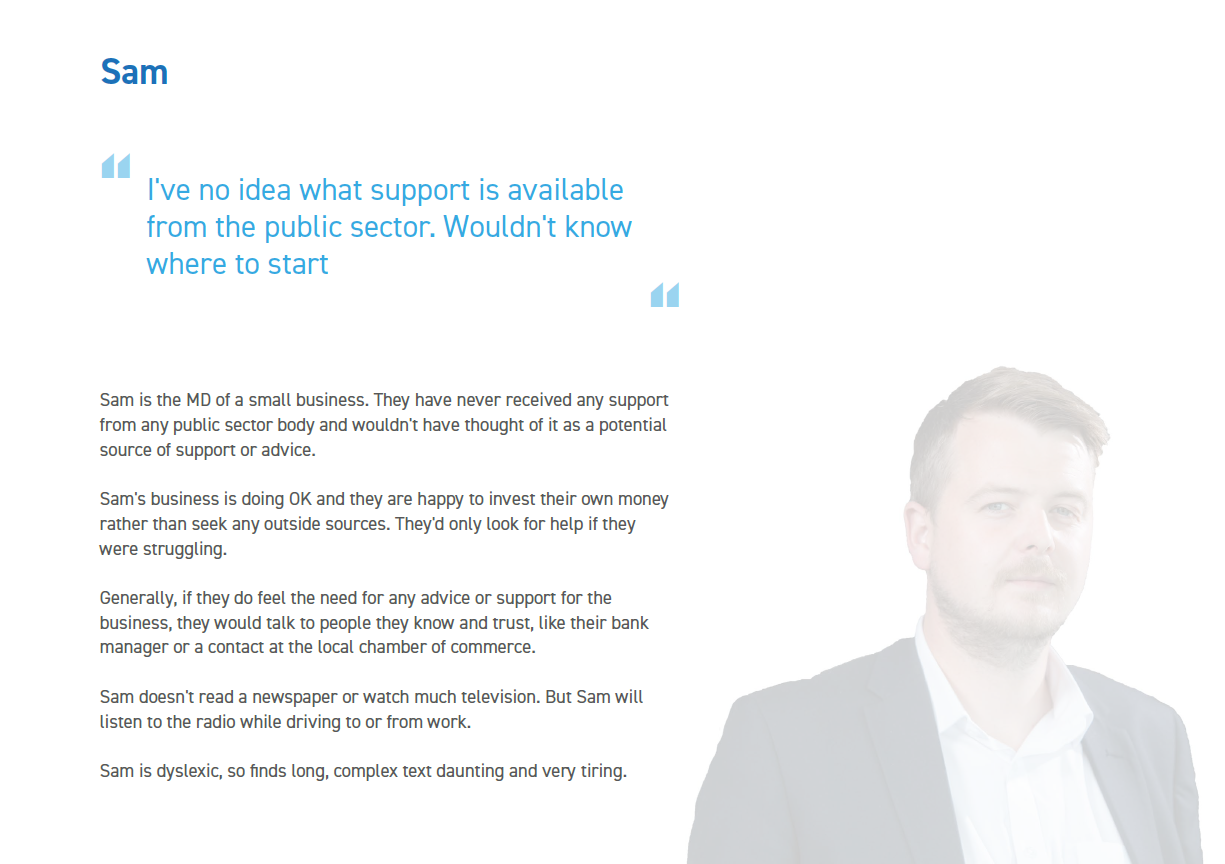 Sam
I've no idea what support is available
from the public sector. Wouldn't know
where to start
Sam is the MD of a small business. They have never received any support
from any public sector body and wouldn't have thought of it as a potential
source of support or advice.
Sam's business is doing OK and they are happy to invest their own money
rather than seek any outside sources. They'd only look for help if they
were struggling.
Generally, if they do feel the need for any advice or support for the
business, they would talk to people they know and trust, like their bank
manager or a contact at the local chamber of commerce.
Sam doesn't read a newspaper or watch much television. But Sam will
listen to the radio while driving to or from work.
Sam is dyslexic, so finds long, complex text daunting and very tiring.